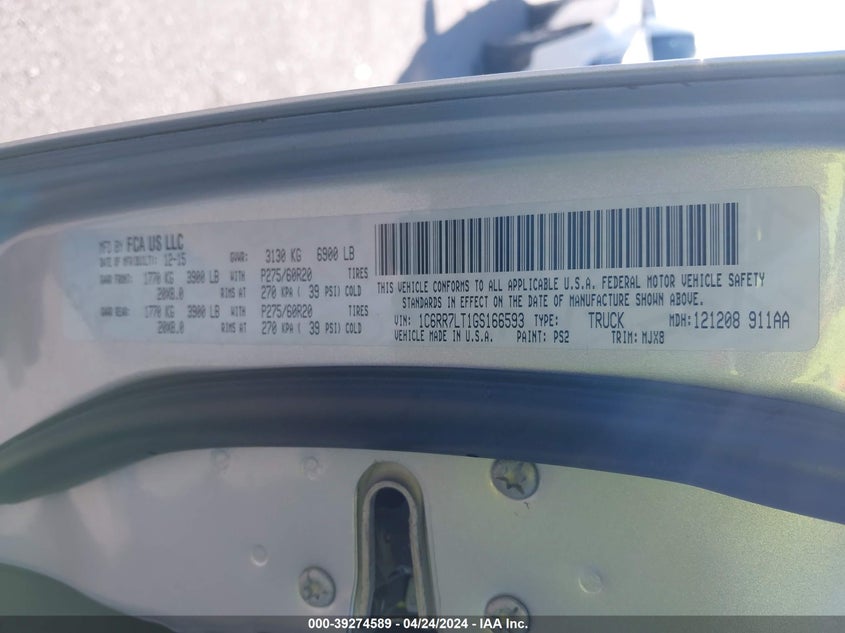 MFD BY FCA US LLC
DATE OF MFR(BUILT): 12-15 GVWR: 3130 KG 6900 LB
GAWR FRONT: 1770 KG 3900 LB WITH P275/60R20 TIRES
20X8.0 RIMS AT 270 KPA ( 39 PSI) COLD
GAWR REAR: 1770 KG 3900 LB WITH P275/60R20 TIRES
20X8.0 RIMS AT 270 KPA ( 39 PSI) COLD
THIS VEHICLE CONFORMS TO ALL APPLICABLE U.S.A. FEDERAL MOTOR VEHICLE SAFETY
STANDARDS IN EFFECT ON THE DATE OF MANUFACTURE SHOWN ABOVE.
VIN: 1C6RR7LT1GS166593 TYPE: TRUCK MDH: 121208 911AA
VEHICLE MADE IN U.S.A. PAINT: PS2 TRIM: MJX8
000-39274589 - 04/24/2024 - IAA Inc.